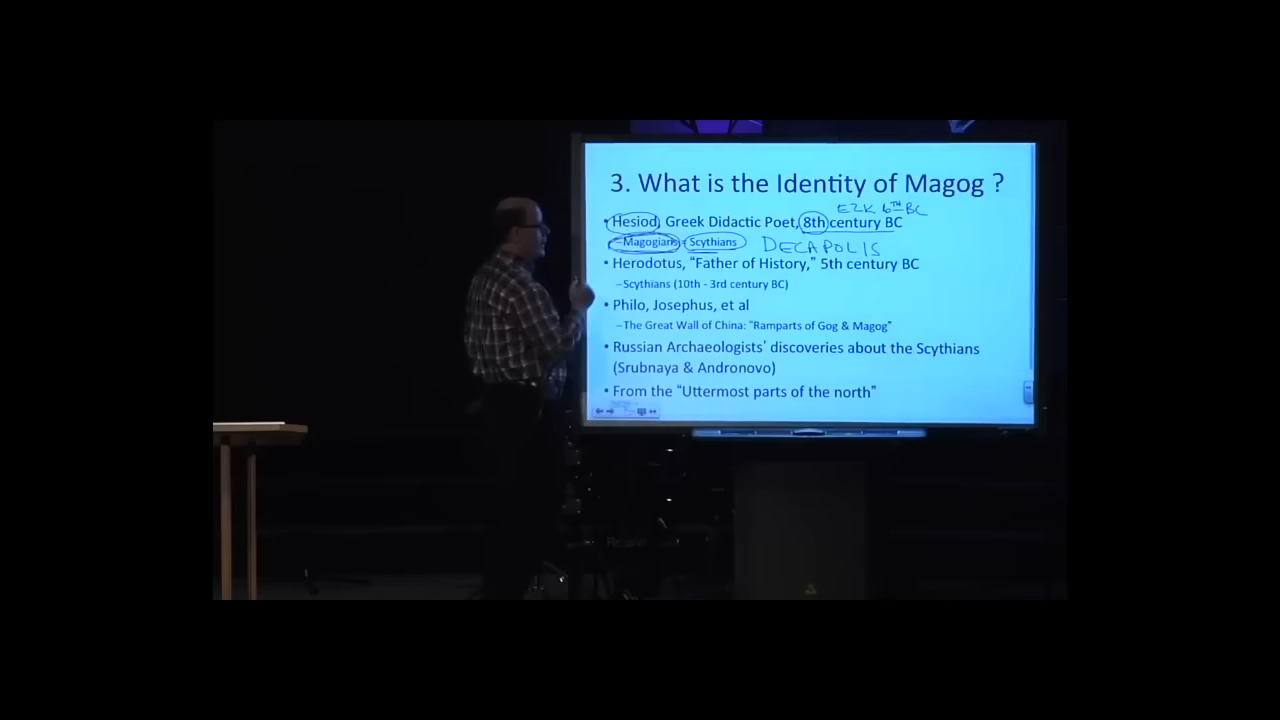 3. What is the Identity of Magog ?
EZK 6TH BC
• Hesiod, Greek Didactic Poet, 8th century BC
–Magogians = Scythians DECAPOLIS
• Herodotus, “Father of History,” 5th century BC
–Scythians (10th - 3rd century BC)
• Philo, Josephus, et al
–The Great Wall of China: “Ramparts of Gog & Magog”
• Russian Archaeologists' discoveries about the Scythians
(Srubnaya & Andronovo)
• From the “Uttermost parts of the north”